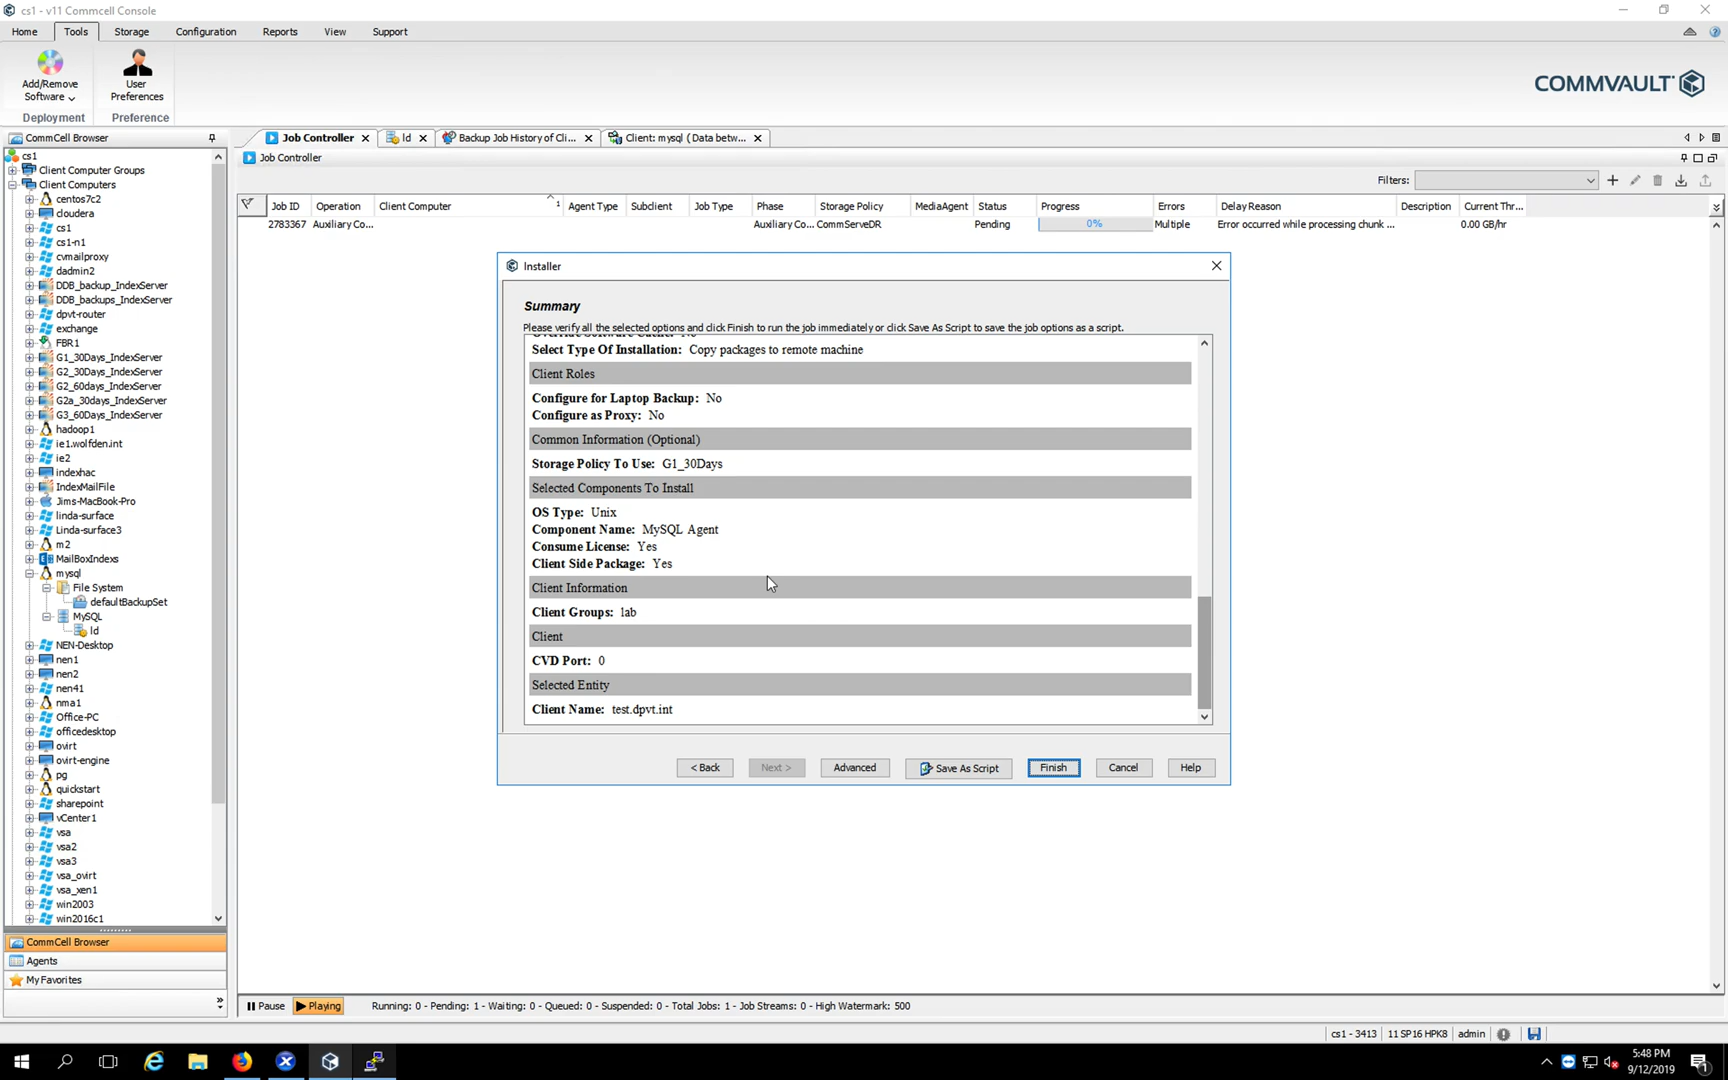 cs1 - v11 Commcell Console
Home Tools Storage Configuration Reports View Support
Add/Remove Software
User Preferences
Deployment Preference
COMMVAULT
CommCell Browser
cs1
Client Computer Groups
Client Computers
centos7c2
cloudera
cs1
cs1-n1
cvmailproxy
dadmin2
DDB_backup_IndexServer
DDB_backups_IndexServer
dpvt-router
exchange
FBR1
G1_30Days_IndexServer
G2_30Days_IndexServer
G2_60days_IndexServer
G2a_30days_IndexServer
G3_60Days_IndexServer
hadoop1
ie1.wolfden.int
ie2
indexhac
IndexMailFile
Jims-MacBook-Pro
linda-surface
Linda-surface3
m2
MailBoxIndexs
mysql
File System
defaultBackupSet
MySQL
ld
NEN-Desktop
nen1
nen2
nen41
nma1
Office-PC
officedesktop
ovirt
ovirt-engine
pg
quickstart
sharepoint
vCenter1
vsa
vsa2
vsa3
vsa_ovirt
vsa_xen1
win2003
win2016c1
CommCell Browser
Agents
My Favorites
Job Controller ld Backup Job History of Cli... Client: mysql ( Data betw...
Job Controller
Filters:
Job ID Operation Client Computer 1 Agent Type Subclient Job Type Phase Storage Policy MediaAgent Status Progress Errors Delay Reason Description Current Thr...
2783367 Auxiliary Co... Auxiliary Co... CommServeDR Pending 0% Multiple Error occurred while processing chunk ... 0.00 GB/hr
Installer
Summary
Please verify all the selected options and click Finish to run the job immediately or click Save As Script to save the job options as a script.
Select Type Of Installation: Copy packages to remote machine
Client Roles
Configure for Laptop Backup: No
Configure as Proxy: No
Common Information (Optional)
Storage Policy To Use: G1_30Days
Selected Components To Install
OS Type: Unix
Component Name: MySQL Agent
Consume License: Yes
Client Side Package: Yes
Client Information
Client Groups: lab
Client
CVD Port: 0
Selected Entity
Client Name: test.dpvt.int
< Back Next > Advanced Save As Script Finish Cancel Help
Pause Playing Running: 0 - Pending: 1 - Waiting: 0 - Queued: 0 - Suspended: 0 - Total Jobs: 1 - Job Streams: 0 - High Watermark: 500
cs1 - 3413 11 SP16 HPK8 admin
5:48 PM
9/12/2019
1